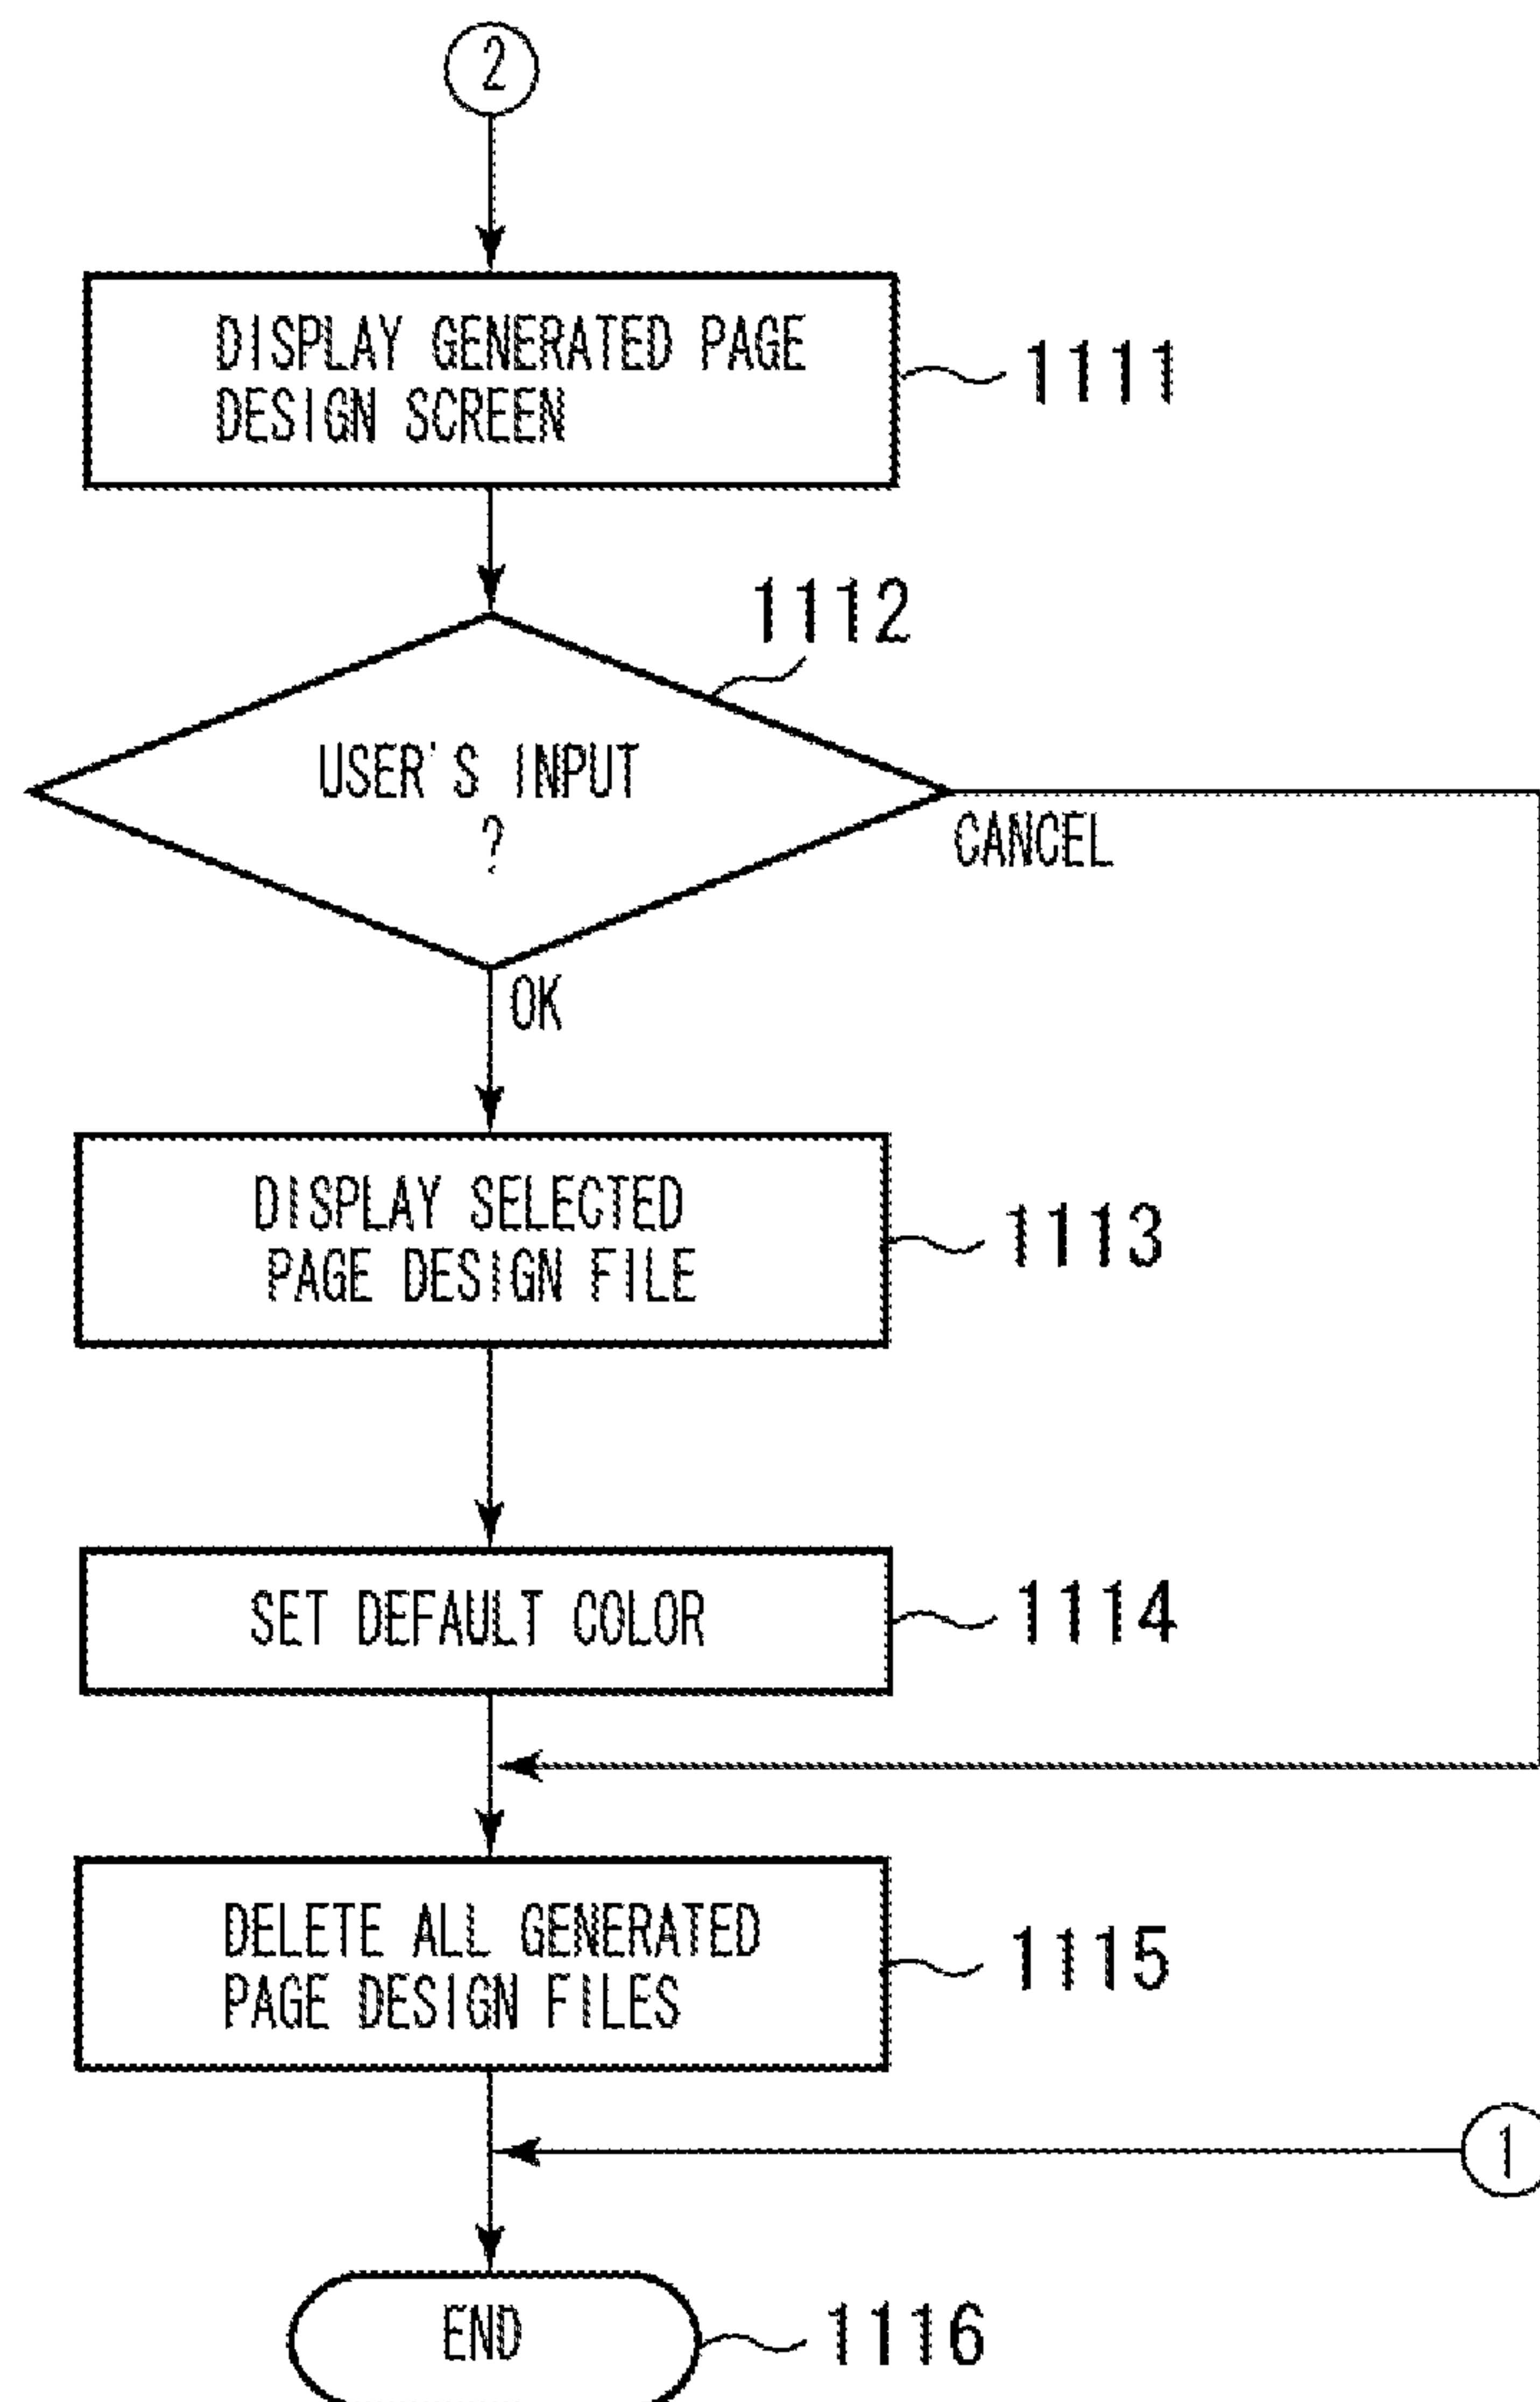 2
DISPLAY GENERATED PAGE
DESIGN SCREEN
1111
1112
USER'S INPUT
?
CANCEL
OK
DISPLAY SELECTED
PAGE DESIGN FILE
1113
SET DEFAULT COLOR
1114
DELETE ALL GENERATED
PAGE DESIGN FILES
1115
1
END
1116